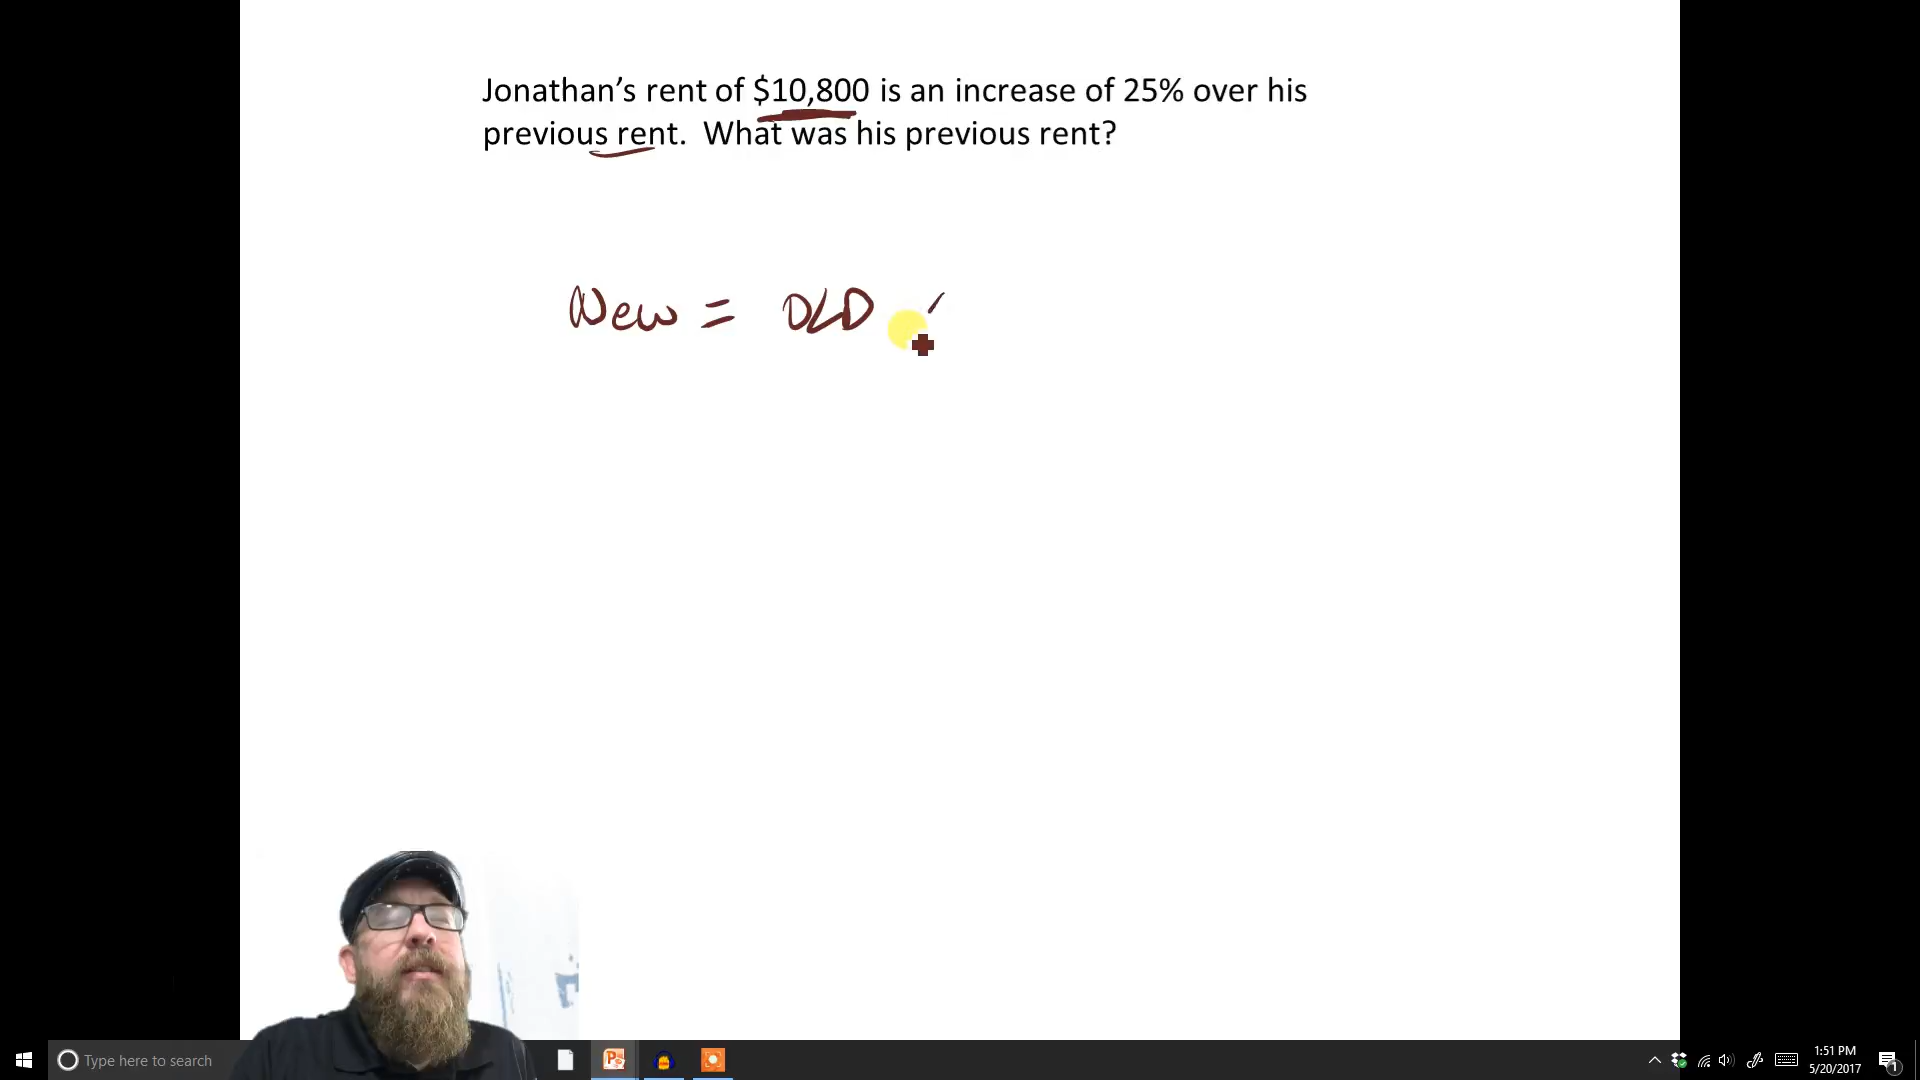 Jonathan’s rent of $10,800 is an increase of 25% over his
previous rent. What was his previous rent?
New = OLD
Type here to search
1:51 PM
5/20/2017
1